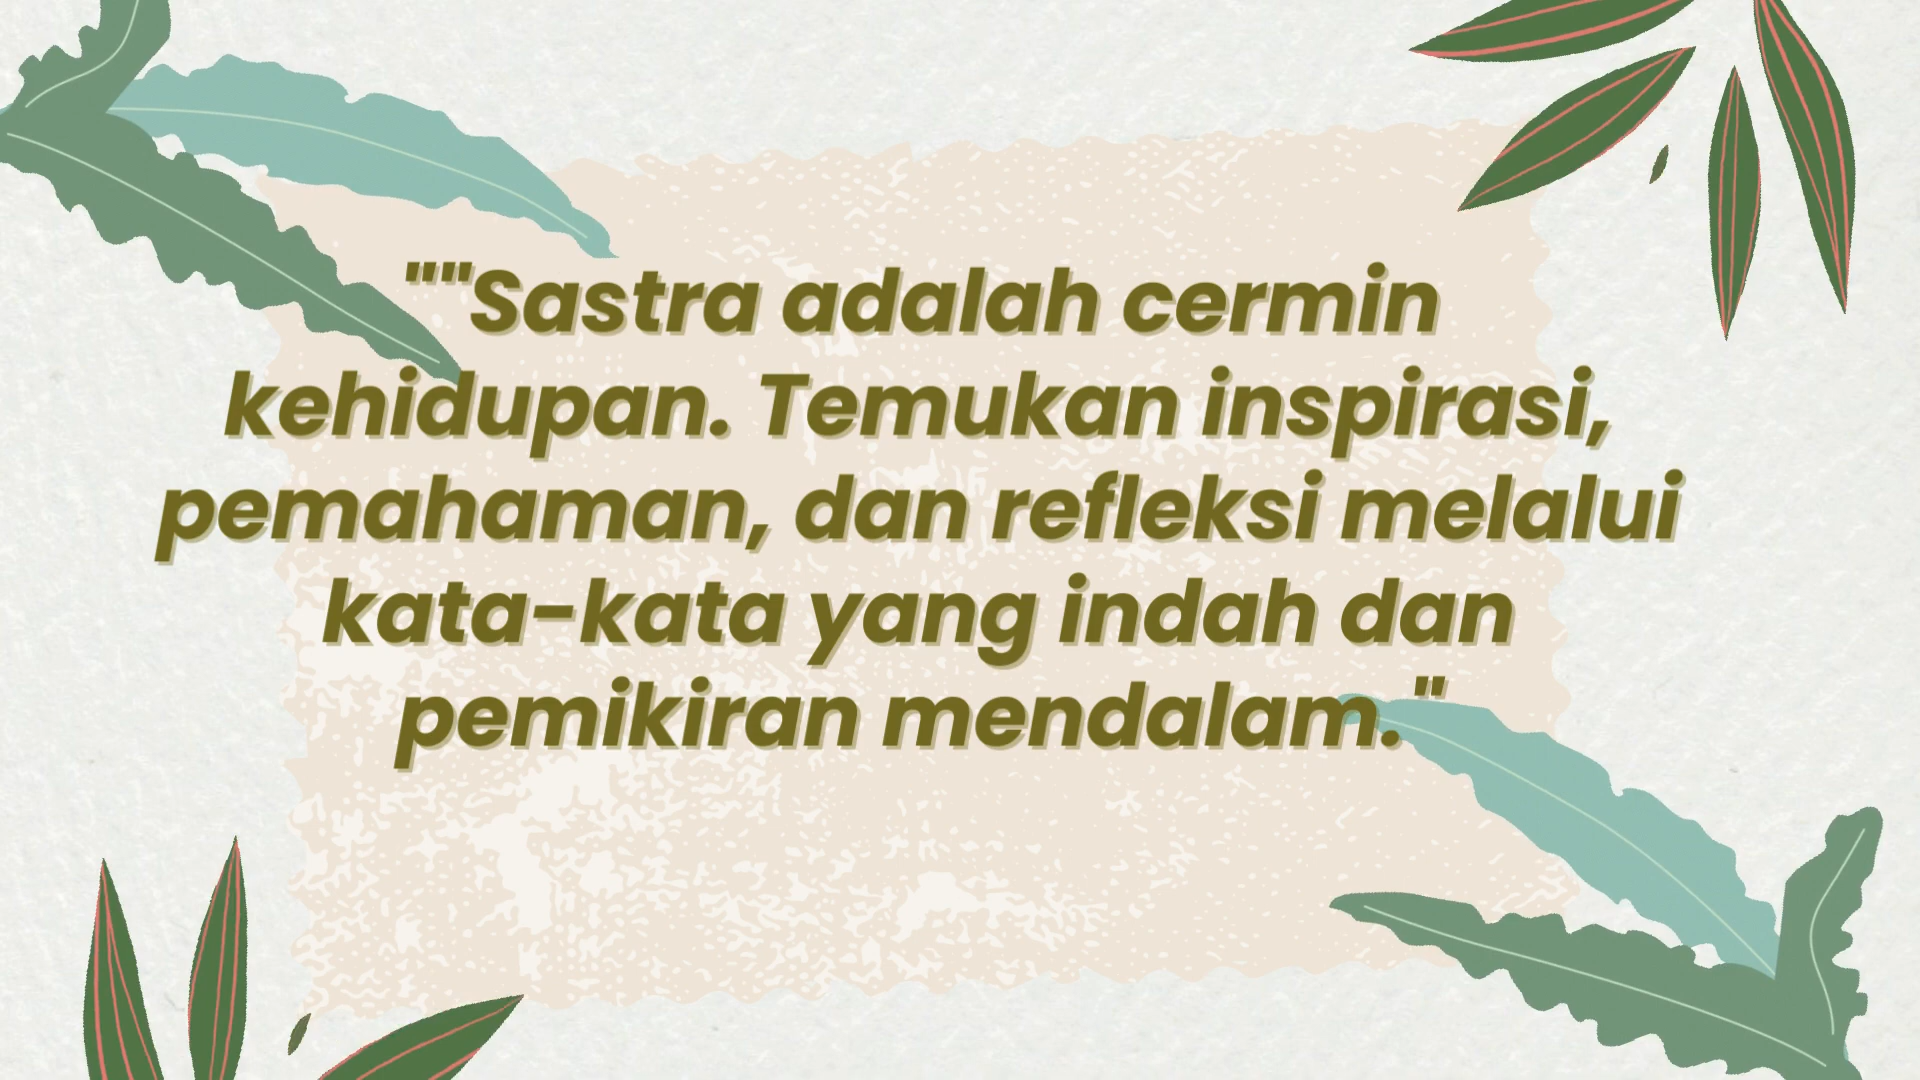 ""Sastra adalah cermin
kehidupan. Temukan inspirasi,
pemahaman, dan refleksi melalui
kata-kata yang indah dan
pemikiran mendalam."